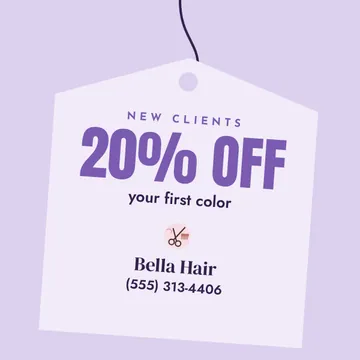 NEW CLIENTS
20% OFF
your first color
Bella Hair
(555) 313-4406